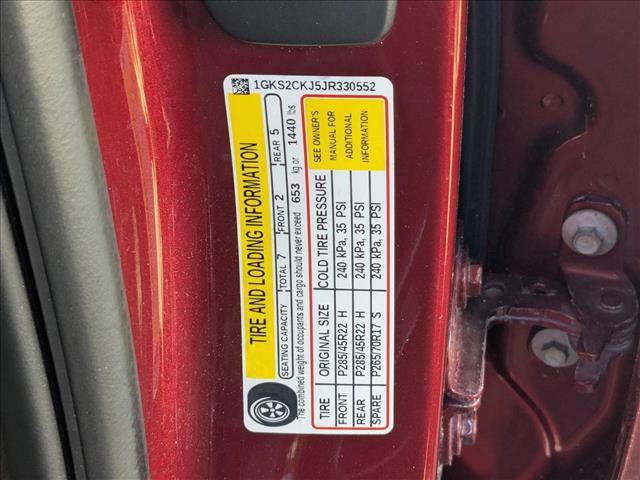 1GKS2CKJ5JR330552
TIRE AND LOADING INFORMATION
SEATING CAPACITY TOTAL 7 FRONT 2 REAR 5
The combined weight of occupants and cargo should never exceed 653 kg or 1440 lbs
TIRE ORIGINAL SIZE COLD TIRE PRESSURE SEE OWNER'S
FRONT P285/45R22 H 240 kPa, 35 PSI MANUAL FOR
REAR P285/45R22 H 240 kPa, 35 PSI ADDITIONAL
SPARE P265/70R17 S 240 kPa, 35 PSI INFORMATION